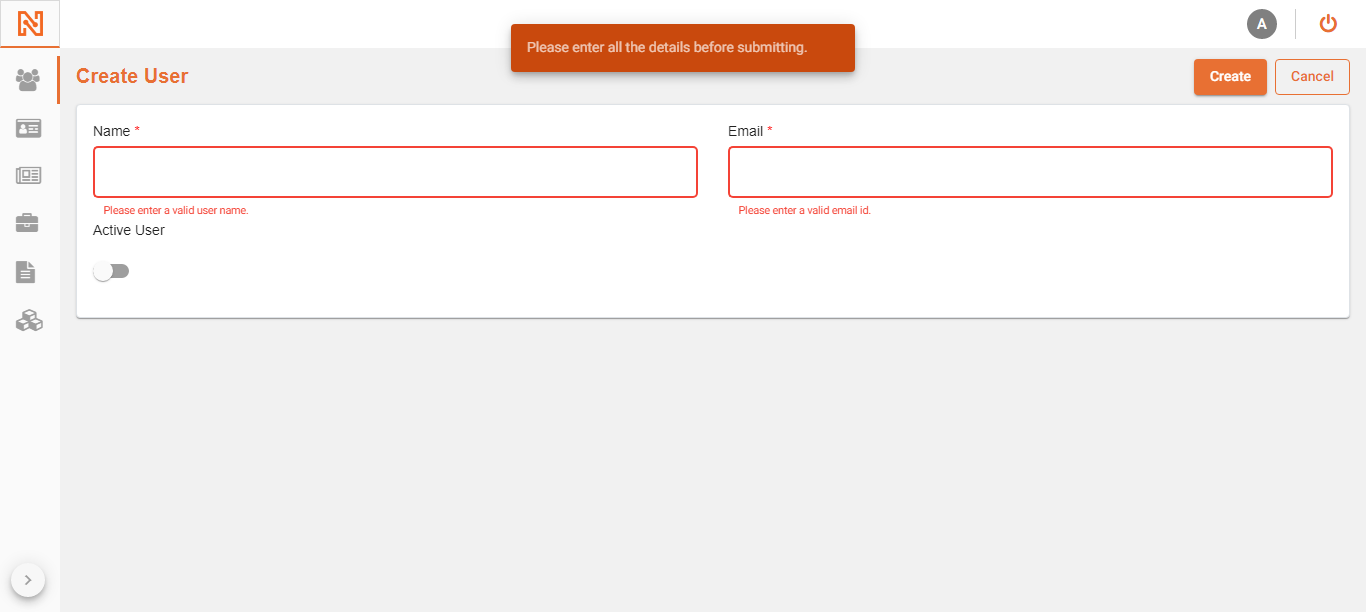 A
Please enter all the details before submitting.
Create User
Create
Cancel
Name *
Email *
Please enter a valid user name.
Please enter a valid email id.
Active User